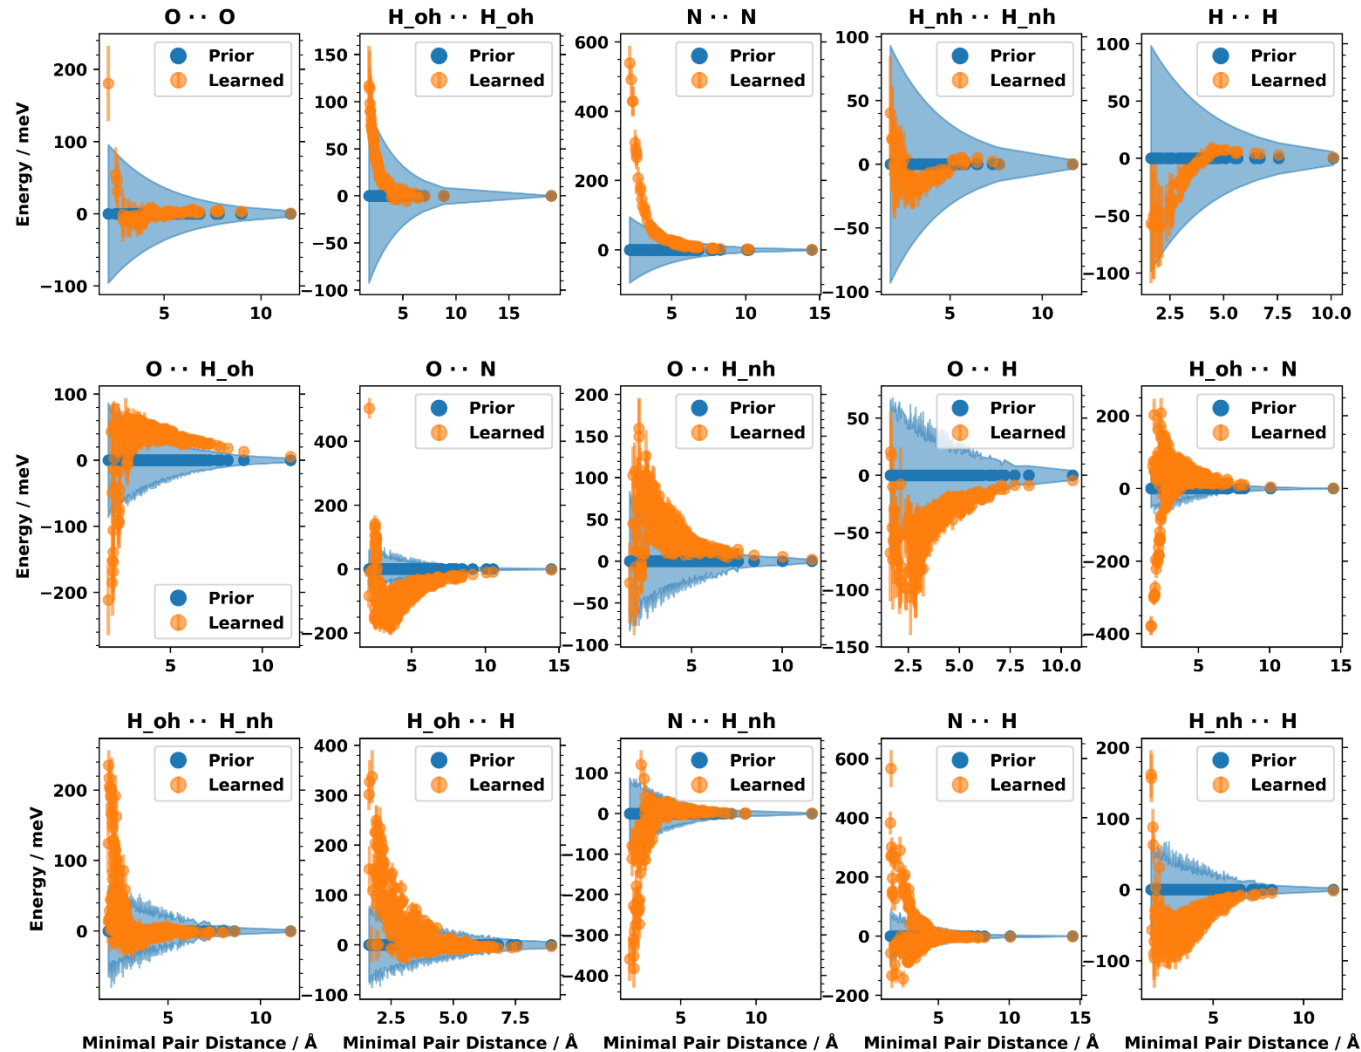 O ·· O
H_oh ·· H_oh
N ·· N
H_nh ·· H_nh
H ·· H
Energy / meV
200
100
0
−100
5
10
Prior
Learned
150
125
100
75
50
25
0
−25
−50
−75
−100
5
10
15
Prior
Learned
600
400
200
0
5
10
15
Prior
Learned
100
50
0
−50
−100
5
10
Prior
Learned
100
50
0
−50
−100
2.5
5.0
7.5
10.0
Prior
Learned
O ·· H_oh
O ·· N
O ·· H_nh
O ·· H
H_oh ·· N
Energy / meV
100
0
−100
−200
5
10
Prior
Learned
400
200
0
−200
5
10
15
Prior
Learned
200
150
100
50
0
−50
−100
5
10
Prior
Learned
50
0
−50
−100
−150
2.5
5.0
7.5
10.0
Prior
Learned
200
0
−200
−400
5
10
15
Prior
Learned
H_oh ·· H_nh
H_oh ·· H
N ·· H_nh
N ·· H
H_nh ·· H
Energy / meV
200
100
0
5
10
Prior
Learned
Minimal Pair Distance / Å
400
300
200
100
0
−100
2.5
5.0
7.5
Prior
Learned
Minimal Pair Distance / Å
100
0
−100
−200
−300
−400
5
10
Prior
Learned
Minimal Pair Distance / Å
600
400
200
0
−200
5
10
15
Prior
Learned
Minimal Pair Distance / Å
200
100
0
−100
5
10
Prior
Learned
Minimal Pair Distance / Å